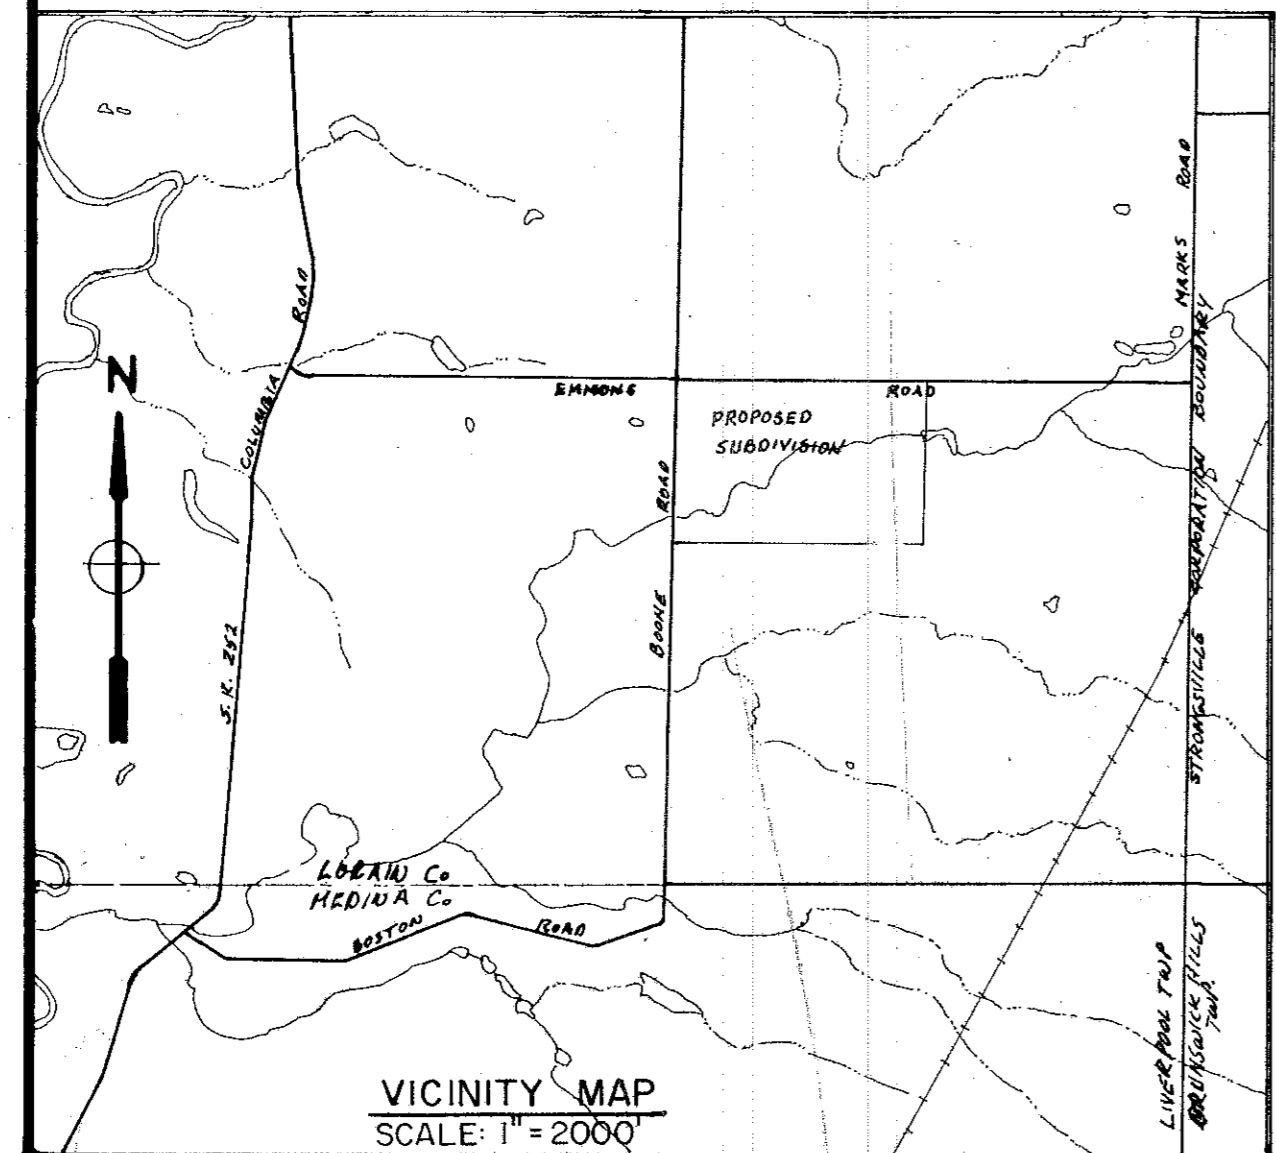 MARKS ROAD
COLUMBIA ROAD
N
EMMONS ROAD
PROPOSED
SUBDIVISION
BOONE ROAD
STRONGSVILLE CORPORATION BOUNDARY
S.R. 252
LORAIN Co
MEDINA Co
BOSTON ROAD
LIVERPOOL TWP
BRUNSWICK HILLS
TWP.
VICINITY MAP
SCALE: 1" = 2000'